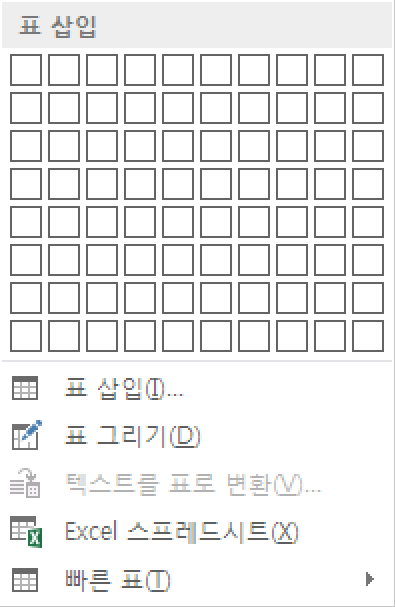 표 삽입
표 삽입(I)...
표 그리기(D)
텍스트를 표로 변환(V)...
Excel 스프레드시트(X)
빠른 표(T)